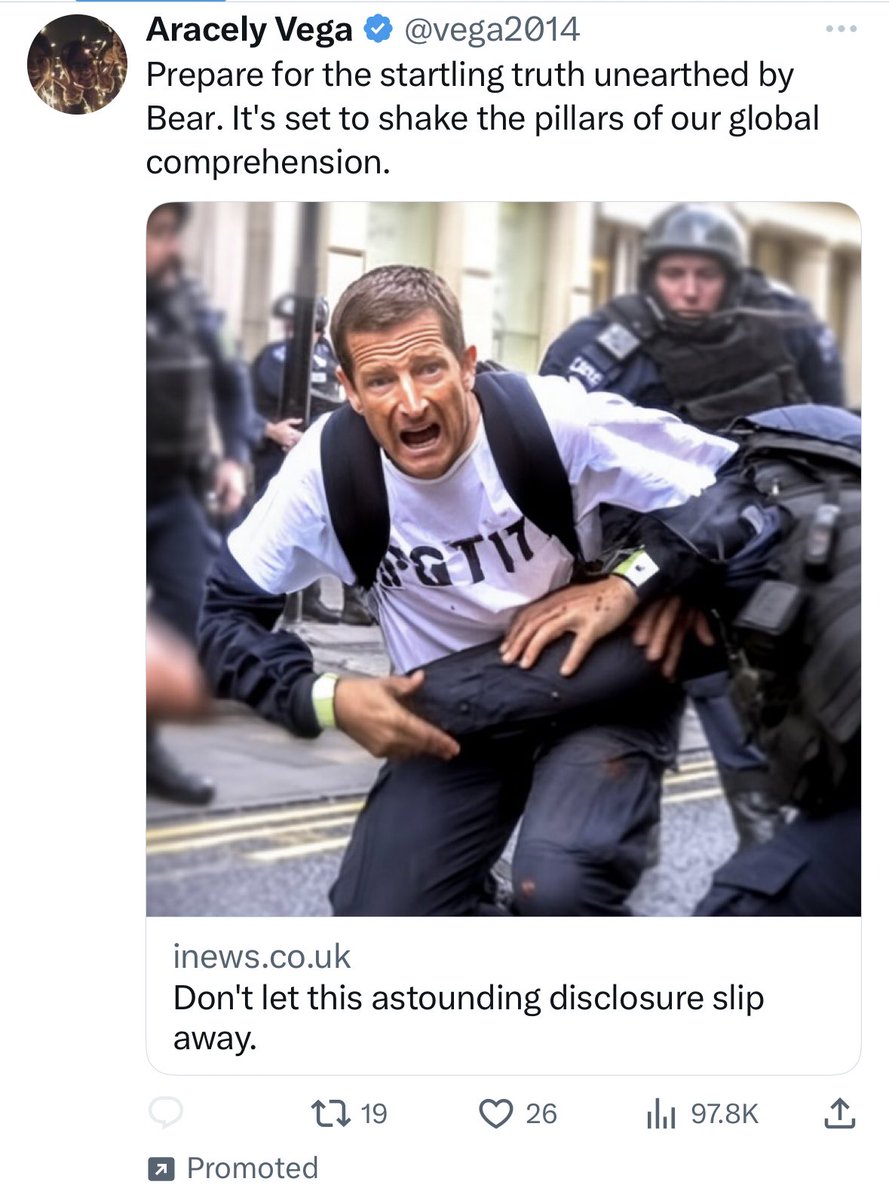 Aracely Vega @vega2014
Prepare for the startling truth unearthed by
Bear. It's set to shake the pillars of our global
comprehension.
inews.co.uk
Don't let this astounding disclosure slip
away.
19 26 97.8K
Promoted